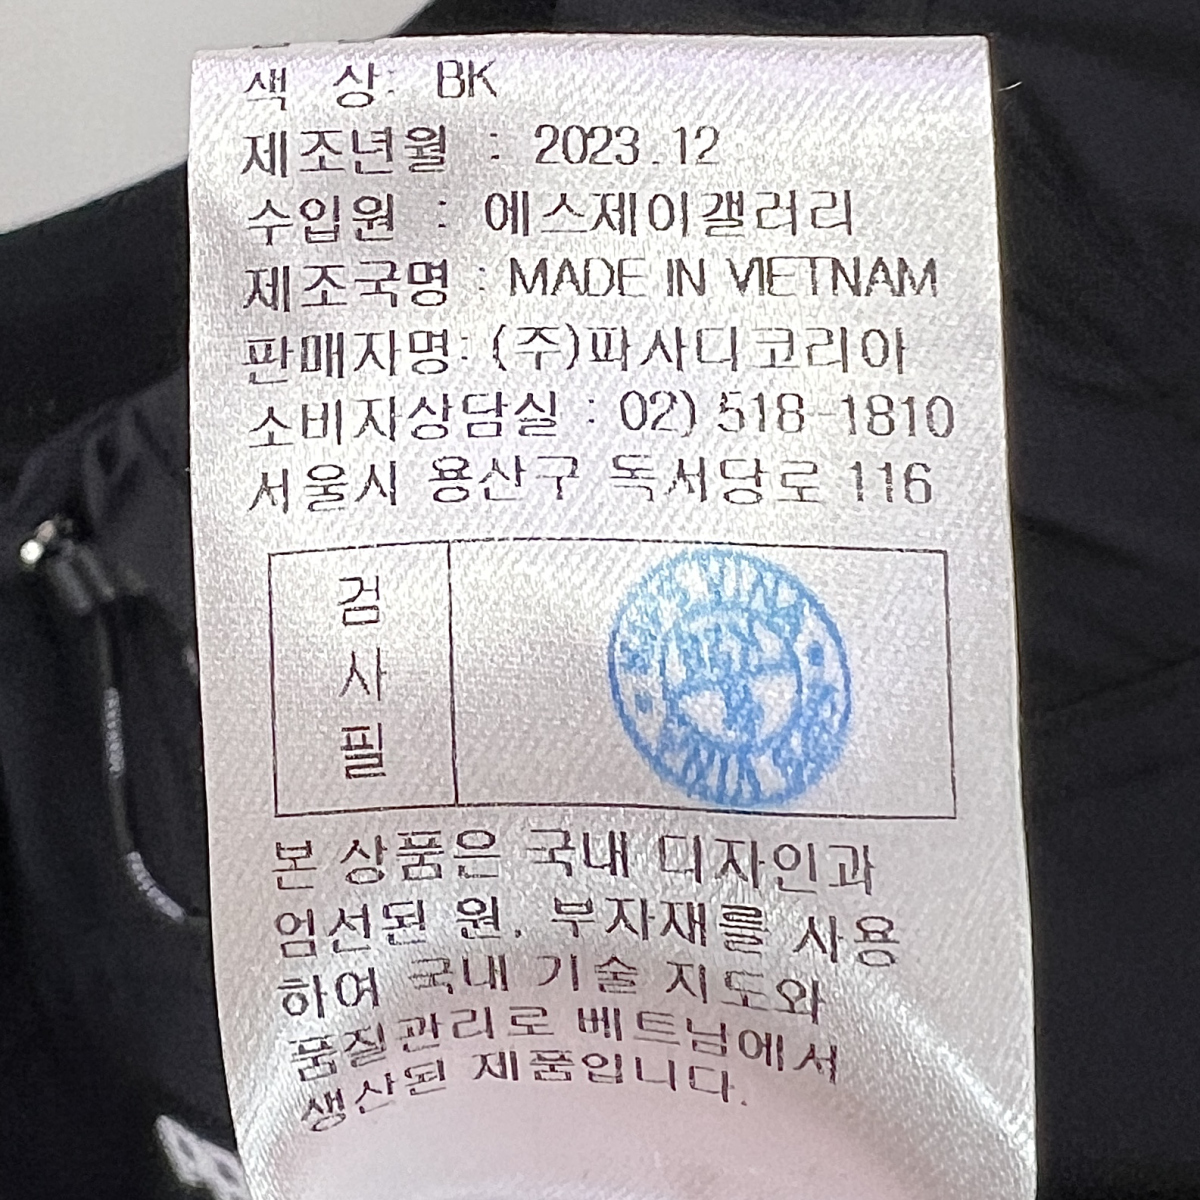 색 상: BK
제조년월 : 2023.12
수입원 : 에스제이갤러리
제조국명 : MADE IN VIETNAM
판매자명: (주)파사디코리아
소비자상담실 : 02) 518-1810
서울시 용산구 독서당로 116
검
사
필
본 상품은 국내 디자인과
엄선된 원, 부자재를 사용
하여 국내 기술 지도와
품질관리로 베트남에서
생산된 제품입니다.